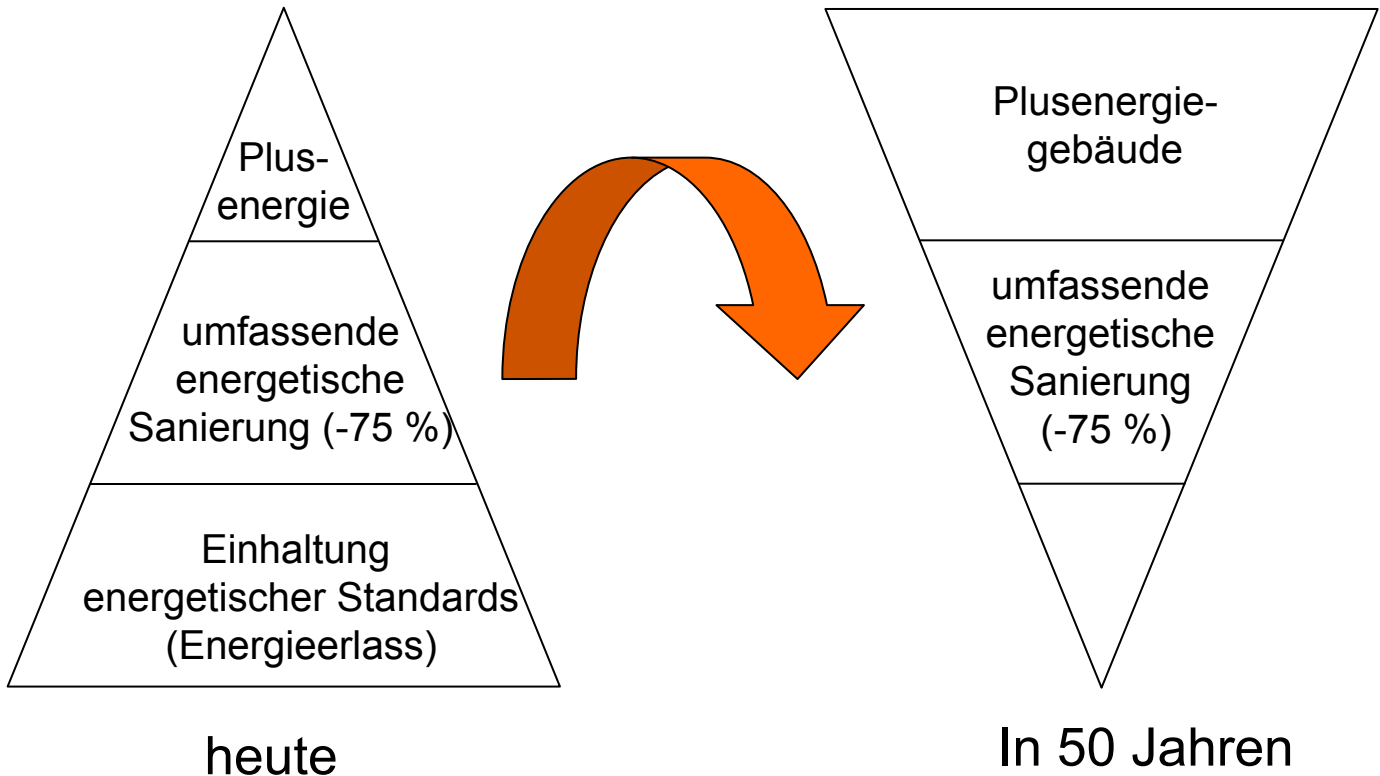 Plus-
energie
umfassende
energetische
Sanierung (-75 %)
Einhaltung
energetischer Standards
(Energieerlass)
heute
Plusenergie-
gebäude
umfassende
energetische
Sanierung
(-75 %)
In 50 Jahren